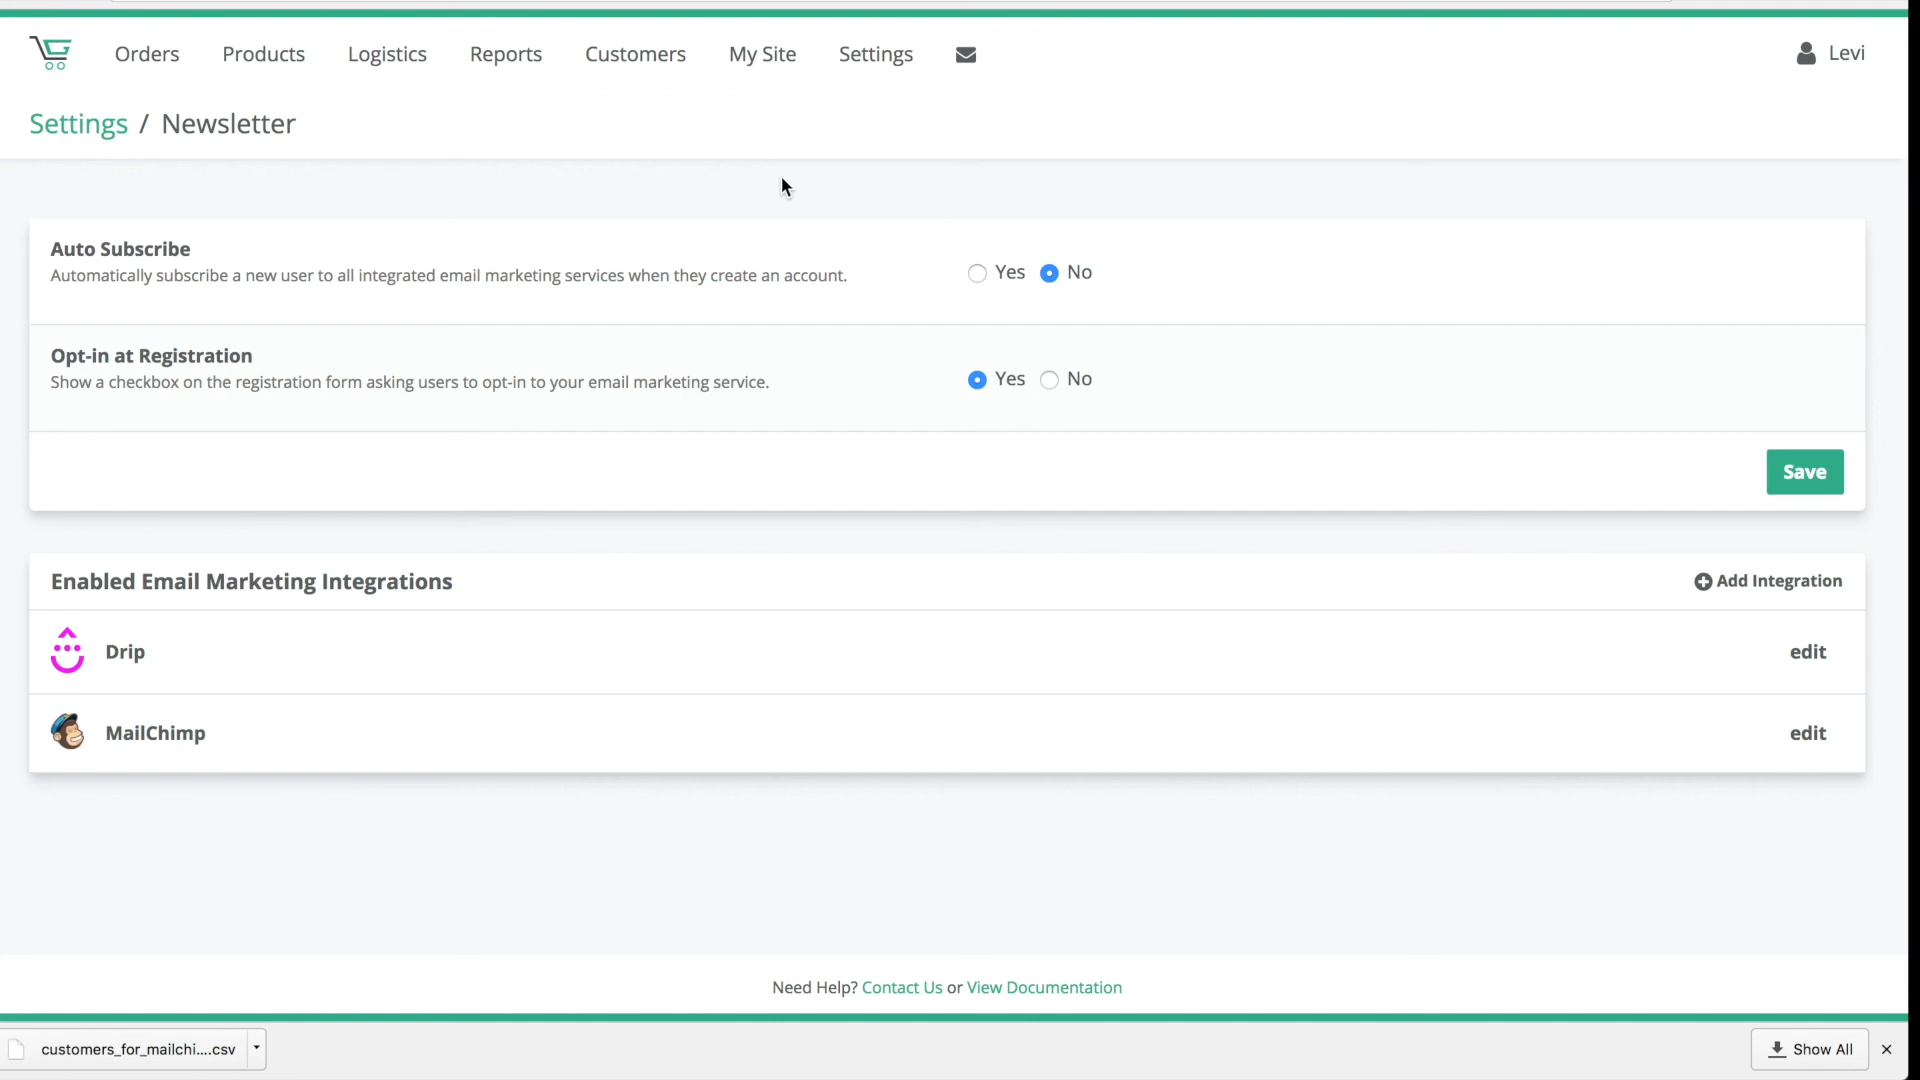 Orders Products Logistics Reports Customers My Site Settings Levi
Settings / Newsletter
Auto Subscribe
Automatically subscribe a new user to all integrated email marketing services when they create an account.
Yes No
Opt-in at Registration
Show a checkbox on the registration form asking users to opt-in to your email marketing service.
Yes No
Save
Enabled Email Marketing Integrations
Add Integration
Drip edit
MailChimp edit
Need Help? Contact Us or View Documentation
customers_for_mailchi....csv
Show All